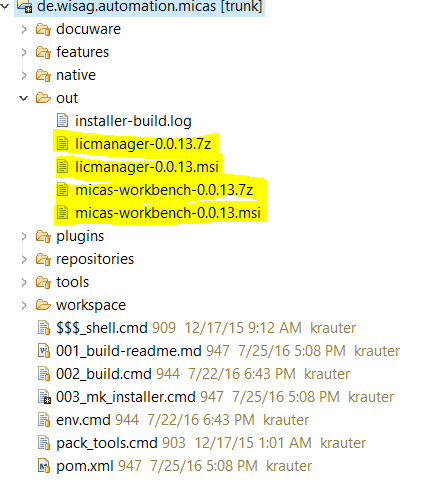 de.wisag.automation.micas [trunk]
docuware
features
native
out
installer-build.log
licmanager-0.0.13.7z
licmanager-0.0.13.msi
micas-workbench-0.0.13.7z
micas-workbench-0.0.13.msi
plugins
repositories
tools
workspace
$$$_shell.cmd 909 12/17/15 9:12 AM krauter
001_build-readme.md 947 7/25/16 5:08 PM krauter
002_build.cmd 944 7/22/16 6:43 PM krauter
003_mk_installer.cmd 947 7/25/16 5:08 PM krauter
env.cmd 944 7/22/16 6:43 PM krauter
pack_tools.cmd 903 12/17/15 1:01 AM krauter
pom.xml 947 7/25/16 5:08 PM krauter